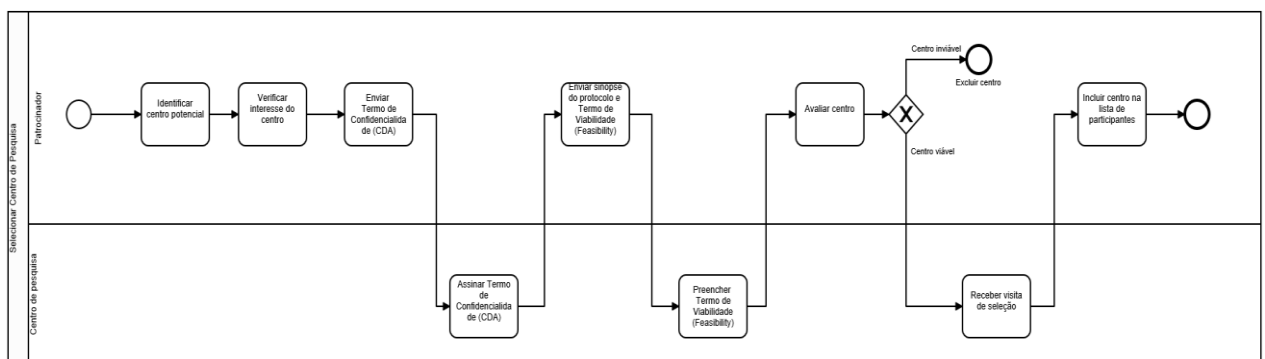 Selecionar Centro de Pesquisa
Patrocinador
Identificar
centro potencial
Verificar
interesse do
centro
Enviar
Termo de
Confidencialida
de (CDA)
Enviar sinopse
do protocolo e
Termo de
Viabilidade
(Feasibility)
Avaliar centro
Centro inviável
Excluir centro
Centro viável
Incluir centro na
lista de
participantes
Centro de pesquisa
Assinar Termo
de
Confidencialida
de (CDA)
Preencher
Termo de
Viabilidade
(Feasibility)
Receber visita
de seleção